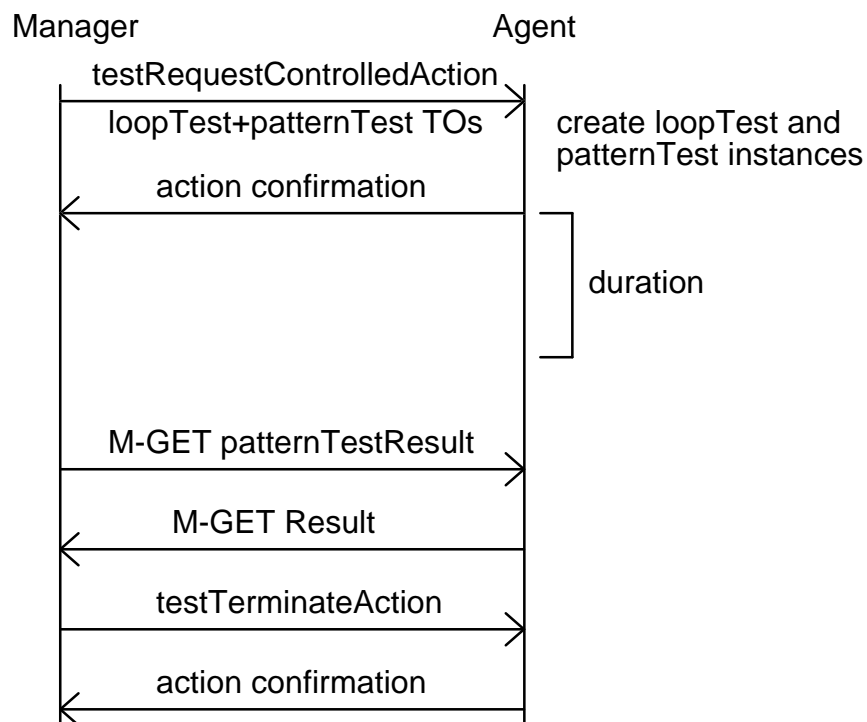 Manager
Agent
testRequestControlledAction
loopTest+patternTest TOs
create loopTest and
patternTest instances
action confirmation
duration
M-GET patternTestResult
M-GET Result
testTerminateAction
action confirmation